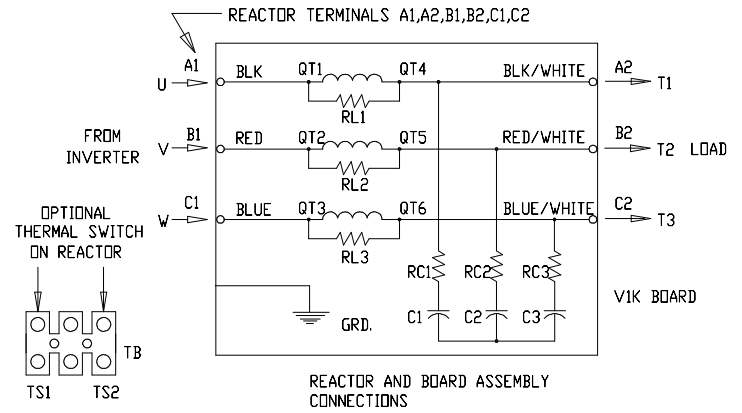 REACTOR TERMINALS A1,A2,B1,B2,C1,C2
A1
BLK
QT1
QT4
BLK/WHITE
A2
U
T1
RL1
FROM
INVERTER
B1
RED
QT2
QT5
RED/WHITE
B2
V
T2 LOAD
RL2
C1
BLUE
QT3
QT6
BLUE/WHITE
C2
W
T3
RL3
OPTIONAL
THERMAL SWITCH
ON REACTOR
RC1
RC2
RC3
V1K BOARD
C1
C2
C3
GRD.
TB
TS1
TS2
REACTOR AND BOARD ASSEMBLY
CONNECTIONS